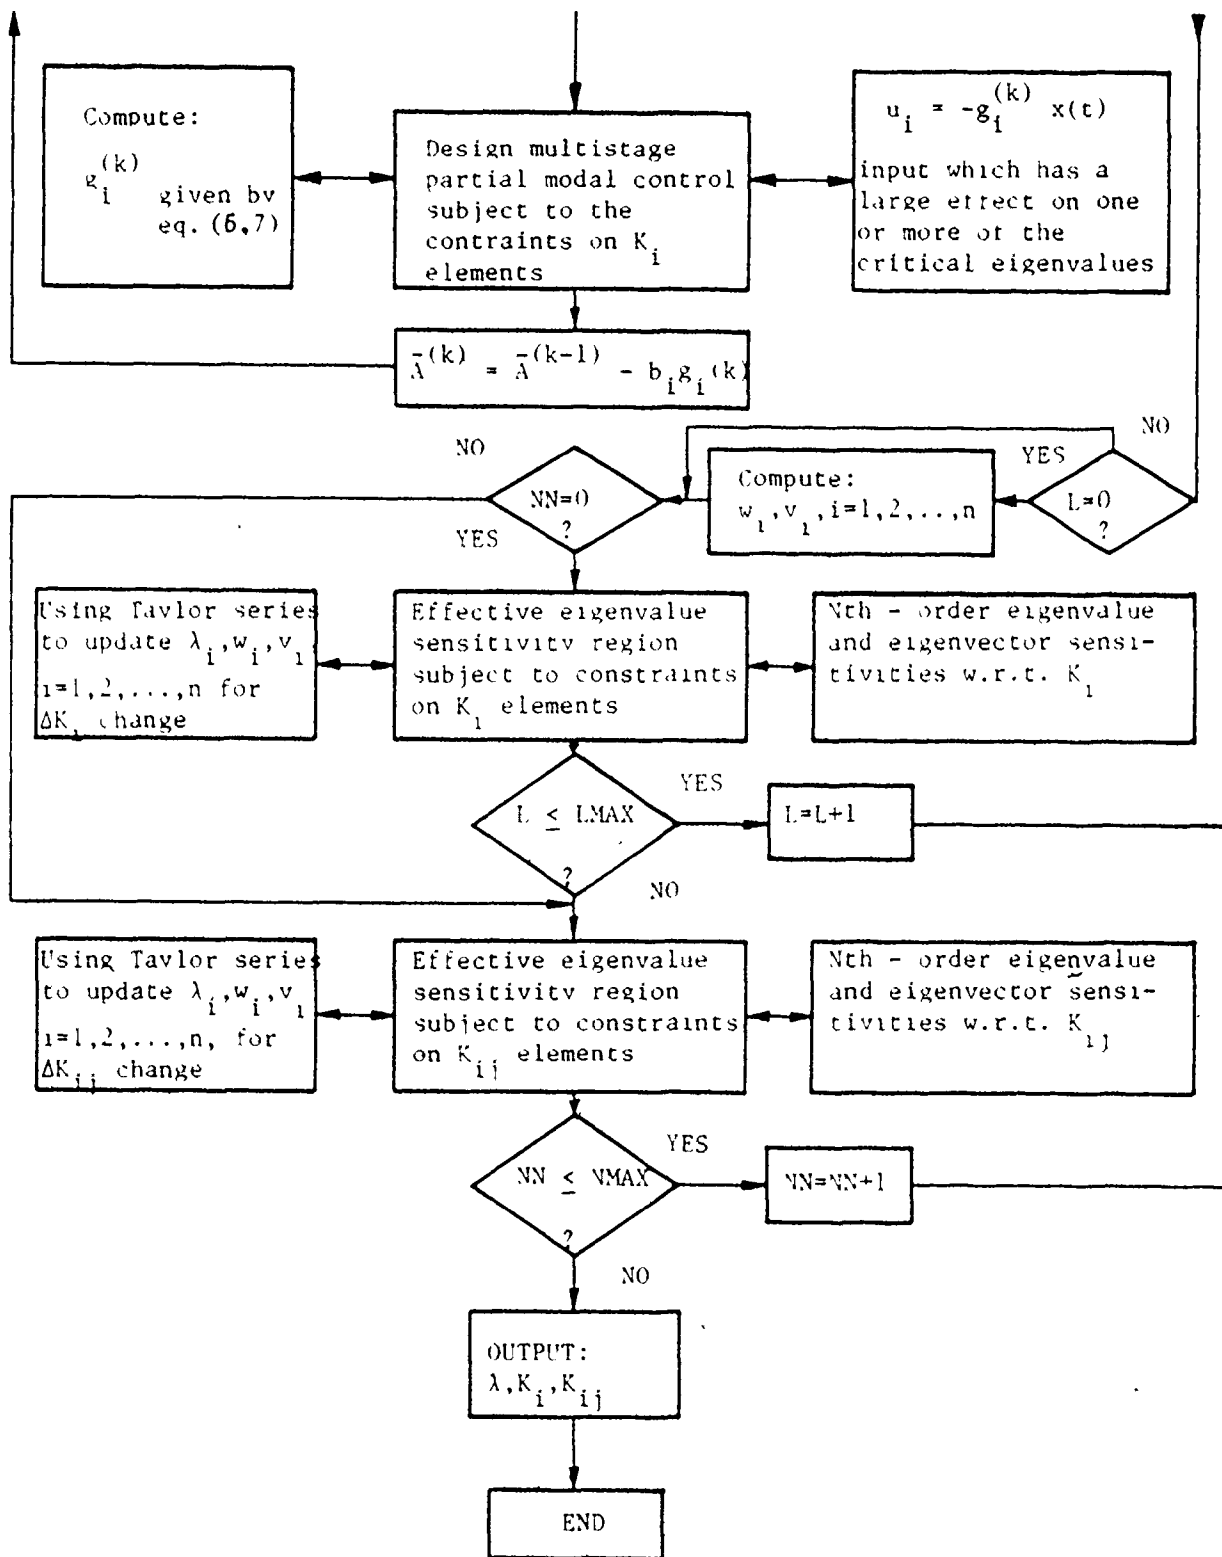 Compute:
g_i^(k) given by
eq. (6,7)
Design multistage
partial modal control
subject to the
contraints on K_i
elements
u_i = -g_i^(k) x(t)
input which has a
large effect on one
or more of the
critical eigenvalues
Ā^(k) = Ā^(k-1) - b_i g_i(k)
NO
NN=0
?
YES
Compute:
w_i,v_i,i=1,2,...,n
YES
NO
L=0
?
Using Taylor series
to update λ_i,w_i,v_i
i=1,2,...,n for
ΔK_i change
Effective eigenvalue
sensitivity region
subject to constraints
on K_i elements
Nth - order eigenvalue
and eigenvector sensi-
tivities w.r.t. K_i
L ≤ LMAX
?
YES
L=L+1
NO
Using Taylor series
to update λ_i,w_i,v_i
i=1,2,...,n, for
ΔK_ij change
Effective eigenvalue
sensitivity region
subject to constraints
on K_ij elements
Nth - order eigenvalue
and eigenvector sensi-
tivities w.r.t. K_ij
NN ≤ NMAX
?
YES
NN=NN+1
NO
OUTPUT:
λ,K_i,K_ij
END